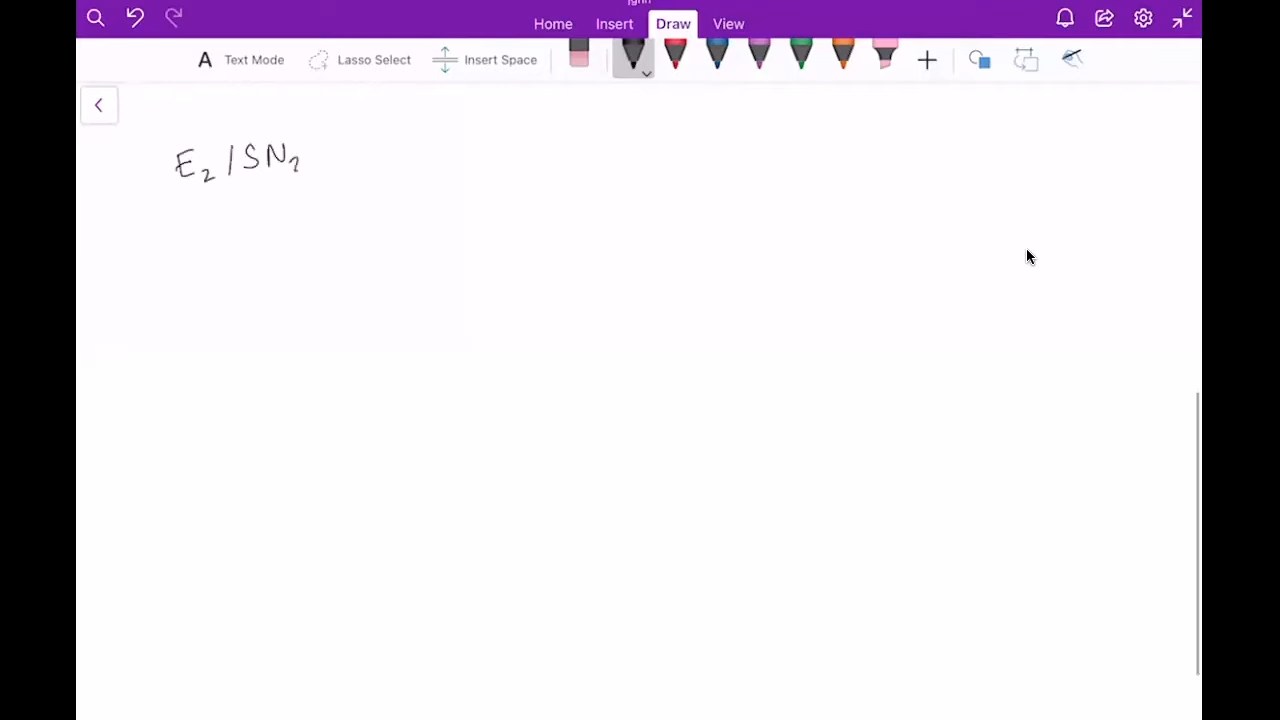 Home Insert Draw View
A Text Mode Lasso Select Insert Space
E₂ / SN₂